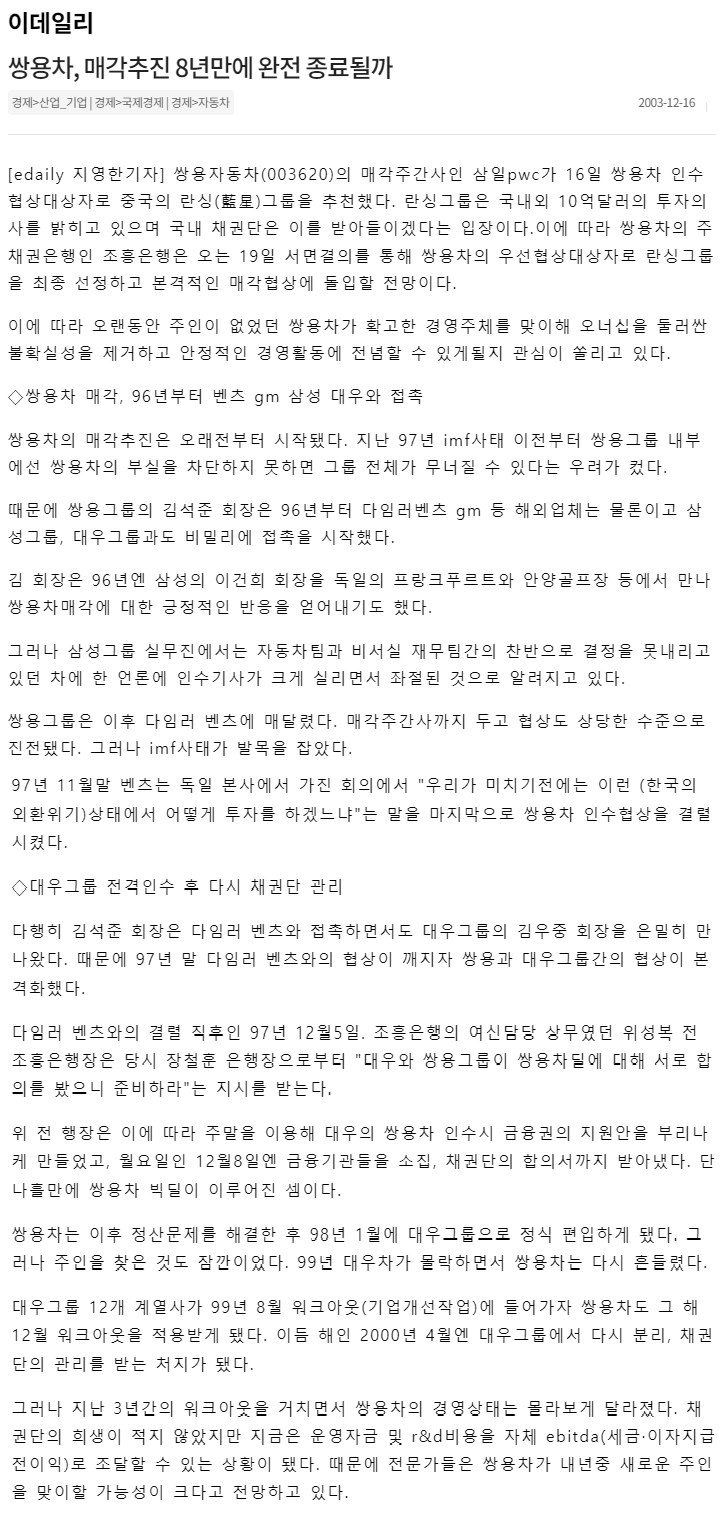 이데일리
쌍용차, 매각추진 8년만에 완전 종료될까
경제>산업_기업 | 경제>국제경제 | 경제>자동차
2003-12-16
[edaily 지영한기자] 쌍용자동차(003620)의 매각주간사인 삼일pwc가 16일 쌍용차 인수
협상대상자로 중국의 란싱(藍星)그룹을 추천했다. 란싱그룹은 국내외 10억달러의 투자의
사를 밝히고 있으며 국내 채권단은 이를 받아들이겠다는 입장이다.이에 따라 쌍용차의 주
채권은행인 조흥은행은 오는 19일 서면결의를 통해 쌍용차의 우선협상대상자로 란싱그룹
을 최종 선정하고 본격적인 매각협상에 돌입할 전망이다.
이에 따라 오랜동안 주인이 없었던 쌍용차가 확고한 경영주체를 맞이해 오너십을 둘러싼
불확실성을 제거하고 안정적인 경영활동에 전념할 수 있게될지 관심이 쏠리고 있다.
◇쌍용차 매각, 96년부터 벤츠 gm 삼성 대우와 접촉
쌍용차의 매각추진은 오래전부터 시작됐다. 지난 97년 imf사태 이전부터 쌍용그룹 내부
에선 쌍용차의 부실을 차단하지 못하면 그룹 전체가 무너질 수 있다는 우려가 컸다.
때문에 쌍용그룹의 김석준 회장은 96년부터 다임러벤츠 gm 등 해외업체는 물론이고 삼
성그룹, 대우그룹과도 비밀리에 접촉을 시작했다.
김 회장은 96년엔 삼성의 이건희 회장을 독일의 프랑크푸르트와 안양골프장 등에서 만나
쌍용차매각에 대한 긍정적인 반응을 얻어내기도 했다.
그러나 삼성그룹 실무진에서는 자동차팀과 비서실 재무팀간의 찬반으로 결정을 못내리고
있던 차에 한 언론에 인수기사가 크게 실리면서 좌절된 것으로 알려지고 있다.
쌍용그룹은 이후 다임러 벤츠에 매달렸다. 매각주간사까지 두고 협상도 상당한 수준으로
진전됐다. 그러나 imf사태가 발목을 잡았다.
97년 11월말 벤츠는 독일 본사에서 가진 회의에서 "우리가 미치기전에는 이런 (한국의
외환위기)상태에서 어떻게 투자를 하겠느냐"는 말을 마지막으로 쌍용차 인수협상을 결렬
시켰다.
◇대우그룹 전격인수 후 다시 채권단 관리
다행히 김석준 회장은 다임러 벤츠와 접촉하면서도 대우그룹의 김우중 회장을 은밀히 만
나왔다. 때문에 97년 말 다임러 벤츠와의 협상이 깨지자 쌍용과 대우그룹간의 협상이 본
격화했다.
다임러 벤츠와의 결렬 직후인 97년 12월5일. 조흥은행의 여신담당 상무였던 위성복 전
조흥은행장은 당시 장철훈 은행장으로부터 "대우와 쌍용그룹이 쌍용차딜에 대해 서로 합
의를 봤으니 준비하라"는 지시를 받는다.
위 전 행장은 이에 따라 주말을 이용해 대우의 쌍용차 인수시 금융권의 지원안을 부리나
케 만들었고, 월요일인 12월8일엔 금융기관들을 소집, 채권단의 합의서까지 받아냈다. 단
나흘만에 쌍용차 빅딜이 이루어진 셈이다.
쌍용차는 이후 정산문제를 해결한 후 98년 1월에 대우그룹으로 정식 편입하게 됐다. 그
러나 주인을 찾은 것도 잠깐이었다. 99년 대우차가 몰락하면서 쌍용차는 다시 흔들렸다.
대우그룹 12개 계열사가 99년 8월 워크아웃(기업개선작업)에 들어가자 쌍용차도 그 해
12월 워크아웃을 적용받게 됐다. 이듬 해인 2000년 4월엔 대우그룹에서 다시 분리, 채권
단의 관리를 받는 처지가 됐다.
그러나 지난 3년간의 워크아웃을 거치면서 쌍용차의 경영상태는 몰라보게 달라졌다. 채
권단의 희생이 적지 않았지만 지금은 운영자금 및 r&d비용을 자체 ebitda(세금·이자지급
전이익)로 조달할 수 있는 상황이 됐다. 때문에 전문가들은 쌍용차가 내년중 새로운 주인
을 맞이할 가능성이 크다고 전망하고 있다.